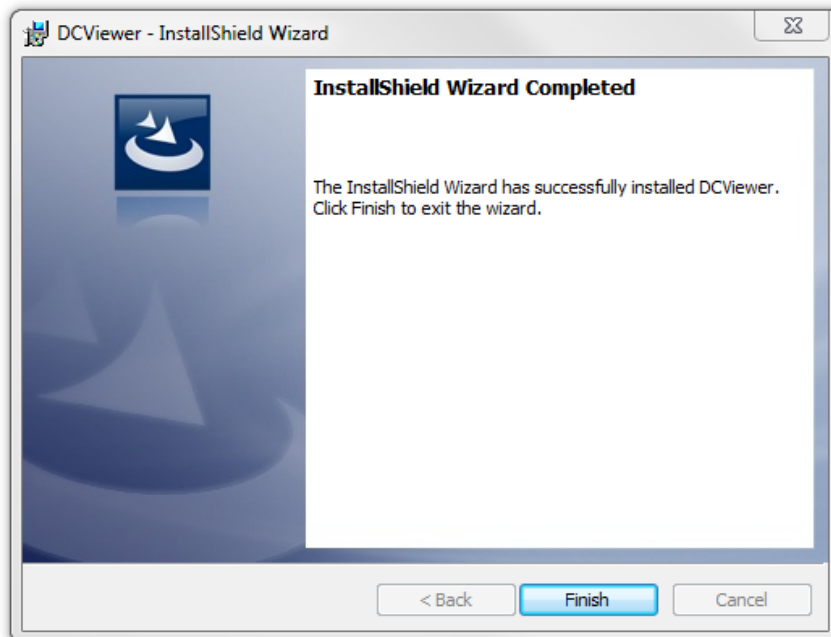 DCViewer - InstallShield Wizard
InstallShield Wizard Completed
The InstallShield Wizard has successfully installed DCViewer.
Click Finish to exit the wizard.
< Back
Finish
Cancel